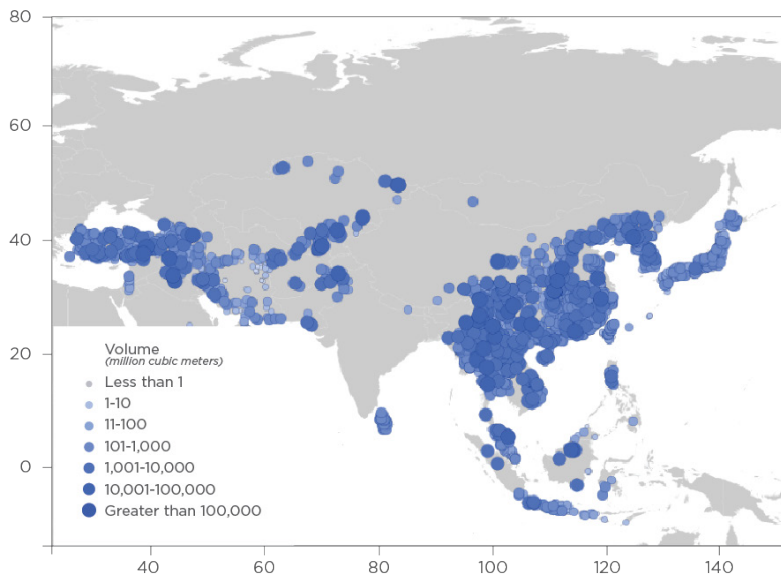 80
60
40
20
0
Volume
(million cubic meters)
Less than 1
1-10
11-100
101-1,000
1,001-10,000
10,001-100,000
Greater than 100,000
40 60 80 100 120 140